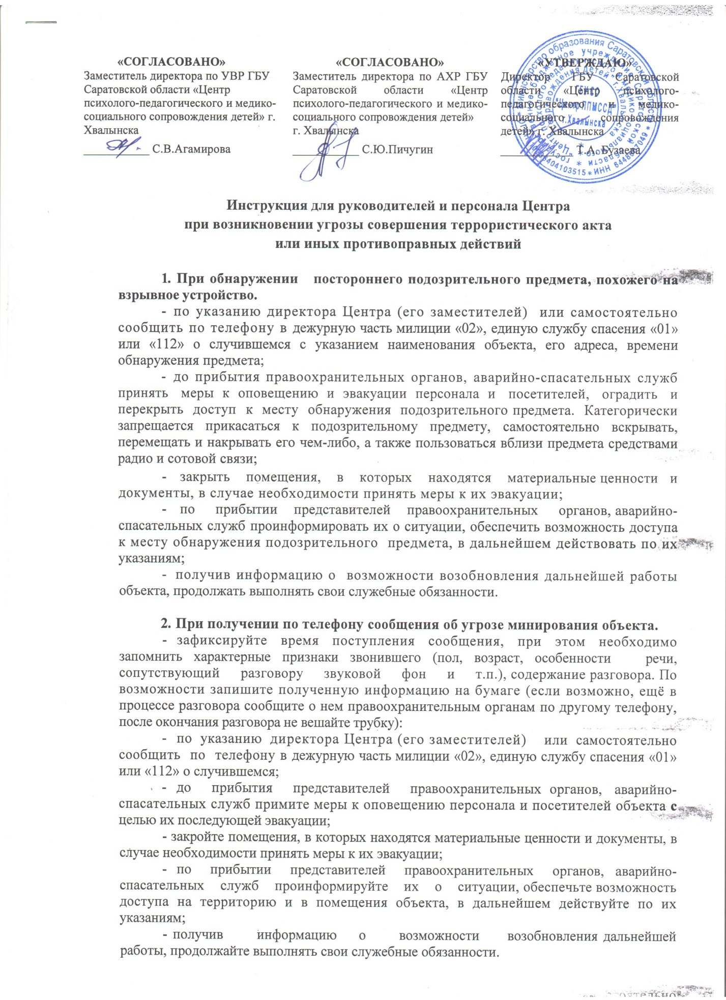 «СОГЛАСОВАНО»
Заместитель директора по УВР ГБУ
Саратовской области «Центр
психолого-педагогического и медико-
социального сопровождения детей» г.
Хвалынска
____________ С.В.Агамирова
«СОГЛАСОВАНО»
Заместитель директора по АХР ГБУ
Саратовской области «Центр
психолого-педагогического и медико-
социального сопровождения детей»
г. Хвалынска
____________ С.Ю.Пичугин
«УТВЕРЖДАЮ»
Директор ГБУ Саратовской
области «Центр психолого-
педагогического и медико-
социального сопровождения
детей» г. Хвалынска
____________ Т.А. Бузаева
ГБУ СО
"Центр ППМССД"
г.Хвалынска
Инструкция для руководителей и персонала Центра
при возникновении угрозы совершения террористического акта
или иных противоправных действий
1. При обнаружении постороннего подозрительного предмета, похожего на
взрывное устройство.
- по указанию директора Центра (его заместителей) или самостоятельно
сообщить по телефону в дежурную часть милиции «02», единую службу спасения «01»
или «112» о случившемся с указанием наименования объекта, его адреса, времени
обнаружения предмета;
- до прибытия правоохранительных органов, аварийно-спасательных служб
принять меры к оповещению и эвакуации персонала и посетителей, оградить и
перекрыть доступ к месту обнаружения подозрительного предмета. Категорически
запрещается прикасаться к подозрительному предмету, самостоятельно вскрывать,
перемещать и накрывать его чем-либо, а также пользоваться вблизи предмета средствами
радио и сотовой связи;
- закрыть помещения, в которых находятся материальные ценности и
документы, в случае необходимости принять меры к их эвакуации;
- по прибытии представителей правоохранительных органов, аварийно-
спасательных служб проинформировать их о ситуации, обеспечить возможность доступа
к месту обнаружения подозрительного предмета, в дальнейшем действовать по их
указаниям;
- получив информацию о возможности возобновления дальнейшей работы
объекта, продолжать выполнять свои служебные обязанности.
2. При получении по телефону сообщения об угрозе минирования объекта.
- зафиксируйте время поступления сообщения, при этом необходимо
запомнить характерные признаки звонившего (пол, возраст, особенности речи,
сопутствующий разговору звуковой фон и т.п.), содержание разговора. По
возможности запишите полученную информацию на бумаге (если возможно, ещё в
процессе разговора сообщите о нем правоохранительным органам по другому телефону,
после окончания разговора не вешайте трубку):
- по указанию директора Центра (его заместителей) или самостоятельно
сообщить по телефону в дежурную часть милиции «02», единую службу спасения «01»
или «112» о случившемся;
- до прибытия представителей правоохранительных органов, аварийно-
спасательных служб примите меры к оповещению персонала и посетителей объекта с
целью их последующей эвакуации;
- закройте помещения, в которых находятся материальные ценности и документы, в
случае необходимости принять меры к их эвакуации;
- по прибытии представителей правоохранительных органов, аварийно-
спасательных служб проинформируйте их о ситуации, обеспечьте возможность
доступа на территорию и в помещения объекта, в дальнейшем действуйте по их
указаниям;
- получив информацию о возможности возобновления дальнейшей
работы, продолжайте выполнять свои служебные обязанности.